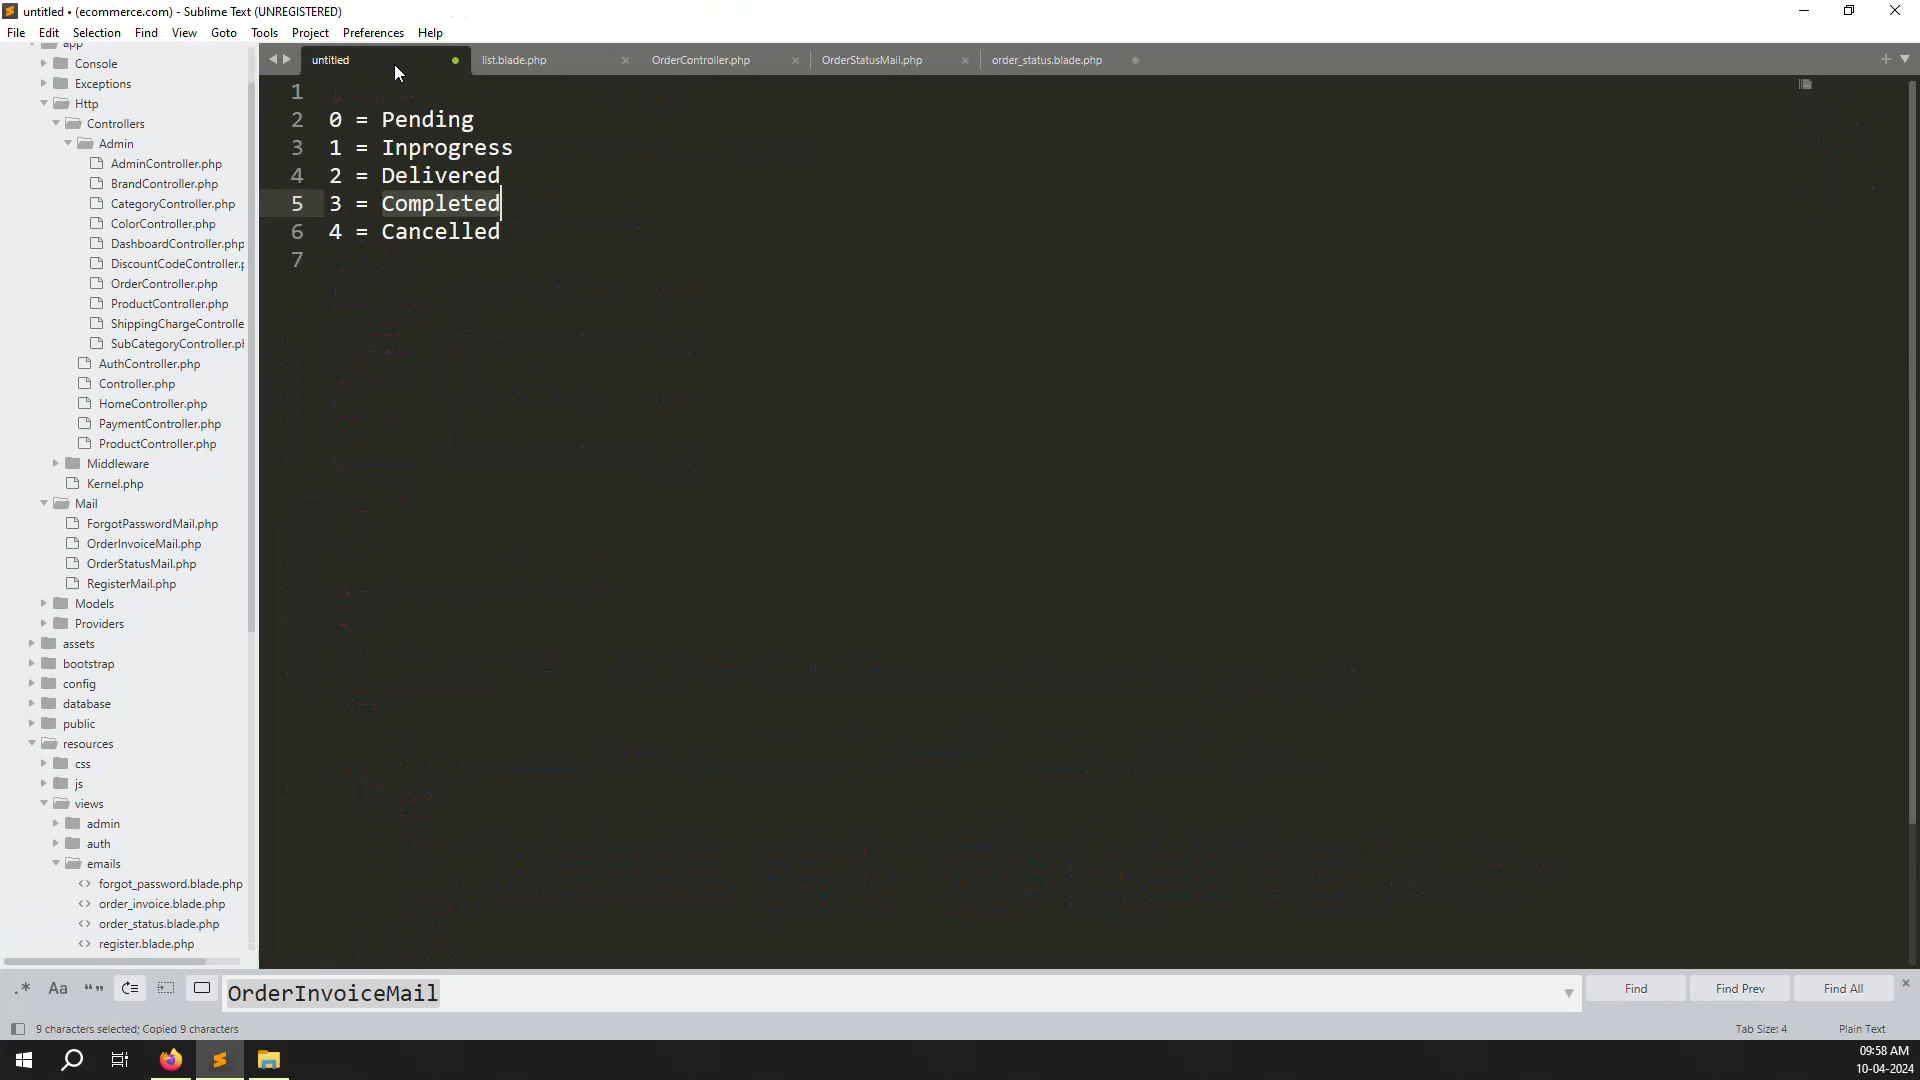 untitled • (ecommerce.com) - Sublime Text (UNREGISTERED)
File Edit Selection Find View Goto Tools Project Preferences Help
app
Console
Exceptions
Http
Controllers
Admin
AdminController.php
BrandController.php
CategoryController.php
ColorController.php
DashboardController.php
DiscountCodeController.p
OrderController.php
ProductController.php
ShippingChargeControlle
SubCategoryController.ph
AuthController.php
Controller.php
HomeController.php
PaymentController.php
ProductController.php
Middleware
Kernel.php
Mail
ForgotPasswordMail.php
OrderInvoiceMail.php
OrderStatusMail.php
RegisterMail.php
Models
Providers
assets
bootstrap
config
database
public
resources
css
js
views
admin
auth
emails
forgot_password.blade.php
order_invoice.blade.php
order_status.blade.php
register.blade.php
untitled list.blade.php OrderController.php OrderStatusMail.php order_status.blade.php
1
2 0 = Pending
3 1 = Inprogress
4 2 = Delivered
5 3 = Completed
6 4 = Cancelled
7
.* Aa “” OrderInvoiceMail Find Find Prev Find All
9 characters selected; Copied 9 characters Tab Size: 4 Plain Text
09:58 AM
10-04-2024